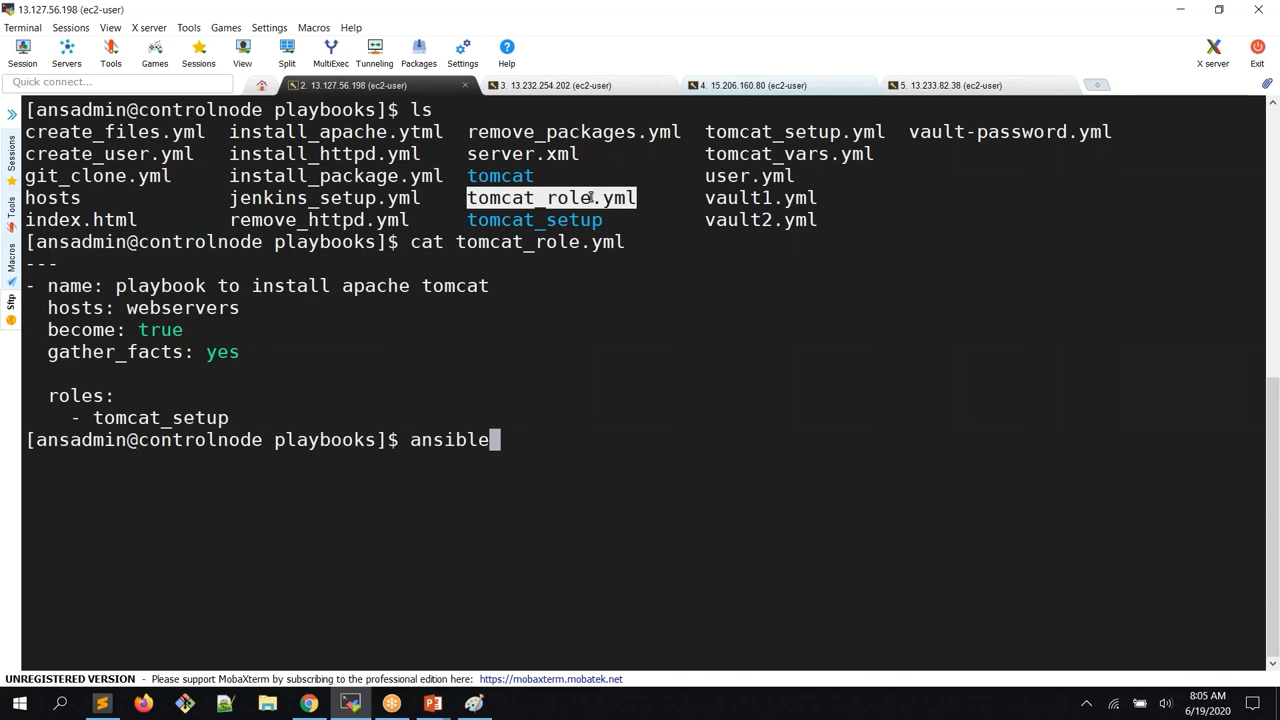 13.127.56.198 (ec2-user)
Terminal Sessions View X server Tools Games Settings Macros Help
Session Servers Tools Games Sessions View Split MultiExec Tunneling Packages Settings Help X server Exit
Quick connect... 2. 13.127.56.198 (ec2-user) 3. 13.232.254.202 (ec2-user) 4. 15.206.160.80 (ec2-user) 5. 13.233.82.38 (ec2-user)
Sessions
Tools
Macros
Sftp
[ansadmin@controlnode playbooks]$ ls
create_files.yml install_apache.ytml remove_packages.yml tomcat_setup.yml vault-password.yml
create_user.yml install_httpd.yml server.xml tomcat_vars.yml
git_clone.yml install_package.yml tomcat user.yml
hosts jenkins_setup.yml tomcat_role.yml vault1.yml
index.html remove_httpd.yml tomcat_setup vault2.yml
[ansadmin@controlnode playbooks]$ cat tomcat_role.yml
---
- name: playbook to install apache tomcat
hosts: webservers
become: true
gather_facts: yes
roles:
- tomcat_setup
[ansadmin@controlnode playbooks]$ ansible
UNREGISTERED VERSION - Please support MobaXterm by subscribing to the professional edition here: https://mobaxterm.mobatek.net
8:05 AM
6/19/2020